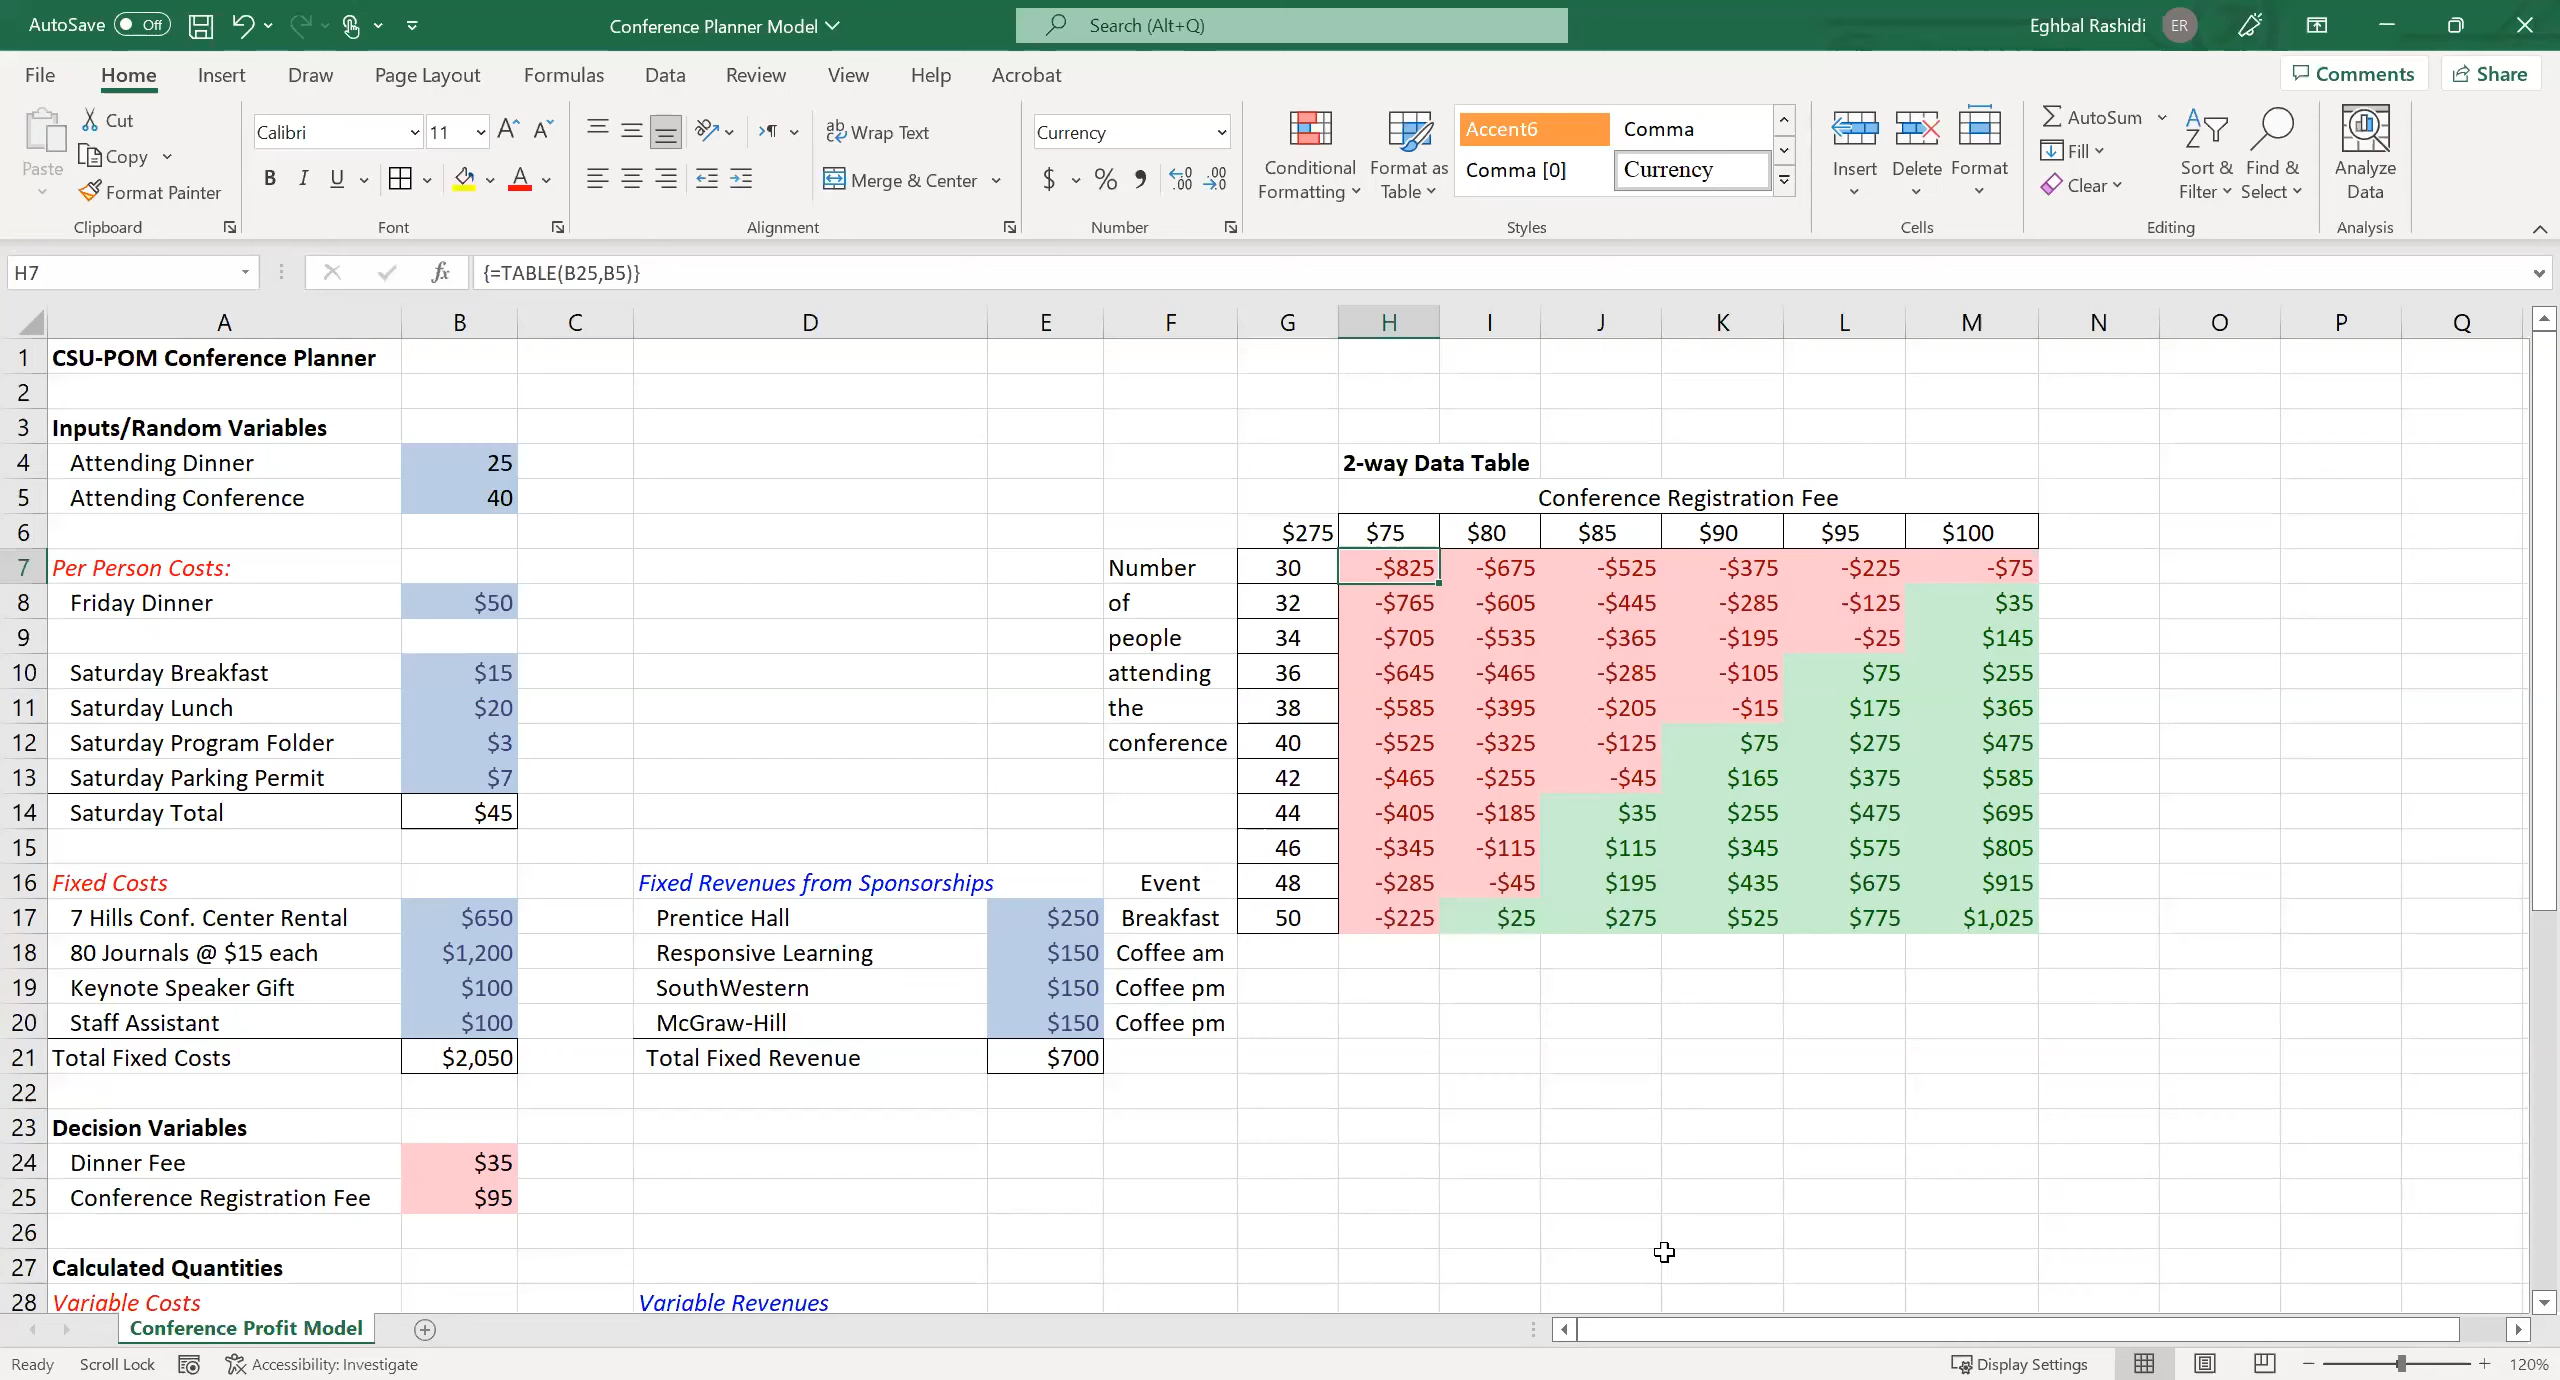 AutoSave Off Conference Planner Model Search (Alt+Q) Eghbal Rashidi ER
File Home Insert Draw Page Layout Formulas Data Review View Help Acrobat Comments Share
Paste Cut Copy Format Painter
Calibri 11
Wrap Text
Merge & Center
Currency
Conditional Formatting
Format as Table
Accent6 Comma
Comma [0] Currency
Insert Delete Format
AutoSum
Fill
Clear
Sort & Filter
Find & Select
Analyze Data
Clipboard Font Alignment Number Styles Cells Editing Analysis
H7 fx {=TABLE(B25,B5)}
A B C D E F G H I J K L M N O P Q
1 CSU-POM Conference Planner
2
3 Inputs/Random Variables
4 Attending Dinner 25 2-way Data Table
5 Attending Conference 40 Conference Registration Fee
6 $275 $75 $80 $85 $90 $95 $100
7 Per Person Costs: Number 30 -$825 -$675 -$525 -$375 -$225 -$75
8 Friday Dinner $50 of 32 -$765 -$605 -$445 -$285 -$125 $35
9 people 34 -$705 -$535 -$365 -$195 -$25 $145
10 Saturday Breakfast $15 attending 36 -$645 -$465 -$285 -$105 $75 $255
11 Saturday Lunch $20 the 38 -$585 -$395 -$205 -$15 $175 $365
12 Saturday Program Folder $3 conference 40 -$525 -$325 -$125 $75 $275 $475
13 Saturday Parking Permit $7 42 -$465 -$255 -$45 $165 $375 $585
14 Saturday Total $45 44 -$405 -$185 $35 $255 $475 $695
15 46 -$345 -$115 $115 $345 $575 $805
16 Fixed Costs Fixed Revenues from Sponsorships Event 48 -$285 -$45 $195 $435 $675 $915
17 7 Hills Conf. Center Rental $650 Prentice Hall $250 Breakfast 50 -$225 $25 $275 $525 $775 $1,025
18 80 Journals @ $15 each $1,200 Responsive Learning $150 Coffee am
19 Keynote Speaker Gift $100 SouthWestern $150 Coffee pm
20 Staff Assistant $100 McGraw-Hill $150 Coffee pm
21 Total Fixed Costs $2,050 Total Fixed Revenue $700
22
23 Decision Variables
24 Dinner Fee $35
25 Conference Registration Fee $95
26
27 Calculated Quantities
28 Variable Costs Variable Revenues
Conference Profit Model
Ready Scroll Lock Accessibility: Investigate Display Settings 120%